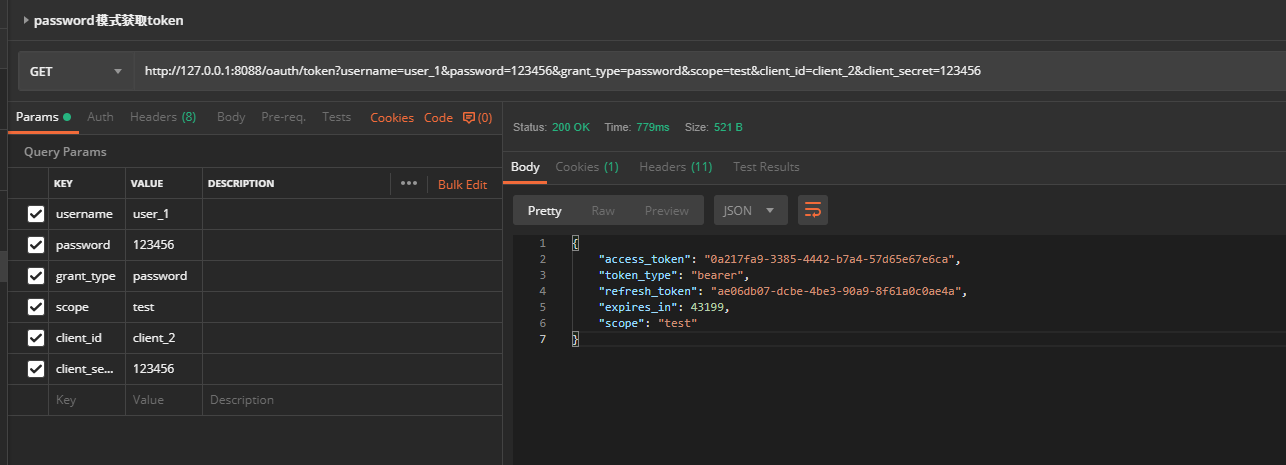 password模式获取token
GET
http://127.0.0.1:8088/oauth/token?username=user_1&password=123456&grant_type=password&scope=test&client_id=client_2&client_secret=123456
Params Auth Headers (8) Body Pre-req. Tests Cookies Code (0)
Query Params
KEY VALUE DESCRIPTION ••• Bulk Edit
username user_1
password 123456
grant_type password
scope test
client_id client_2
client_se... 123456
Key Value Description
Status: 200 OK Time: 779ms Size: 521 B
Body Cookies (1) Headers (11) Test Results
Pretty Raw Preview JSON
1 {
2 "access_token": "0a217fa9-3385-4442-b7a4-57d65e67e6ca",
3 "token_type": "bearer",
4 "refresh_token": "ae06db07-dcbe-4be3-90a9-8f61a0c0ae4a",
5 "expires_in": 43199,
6 "scope": "test"
7 }